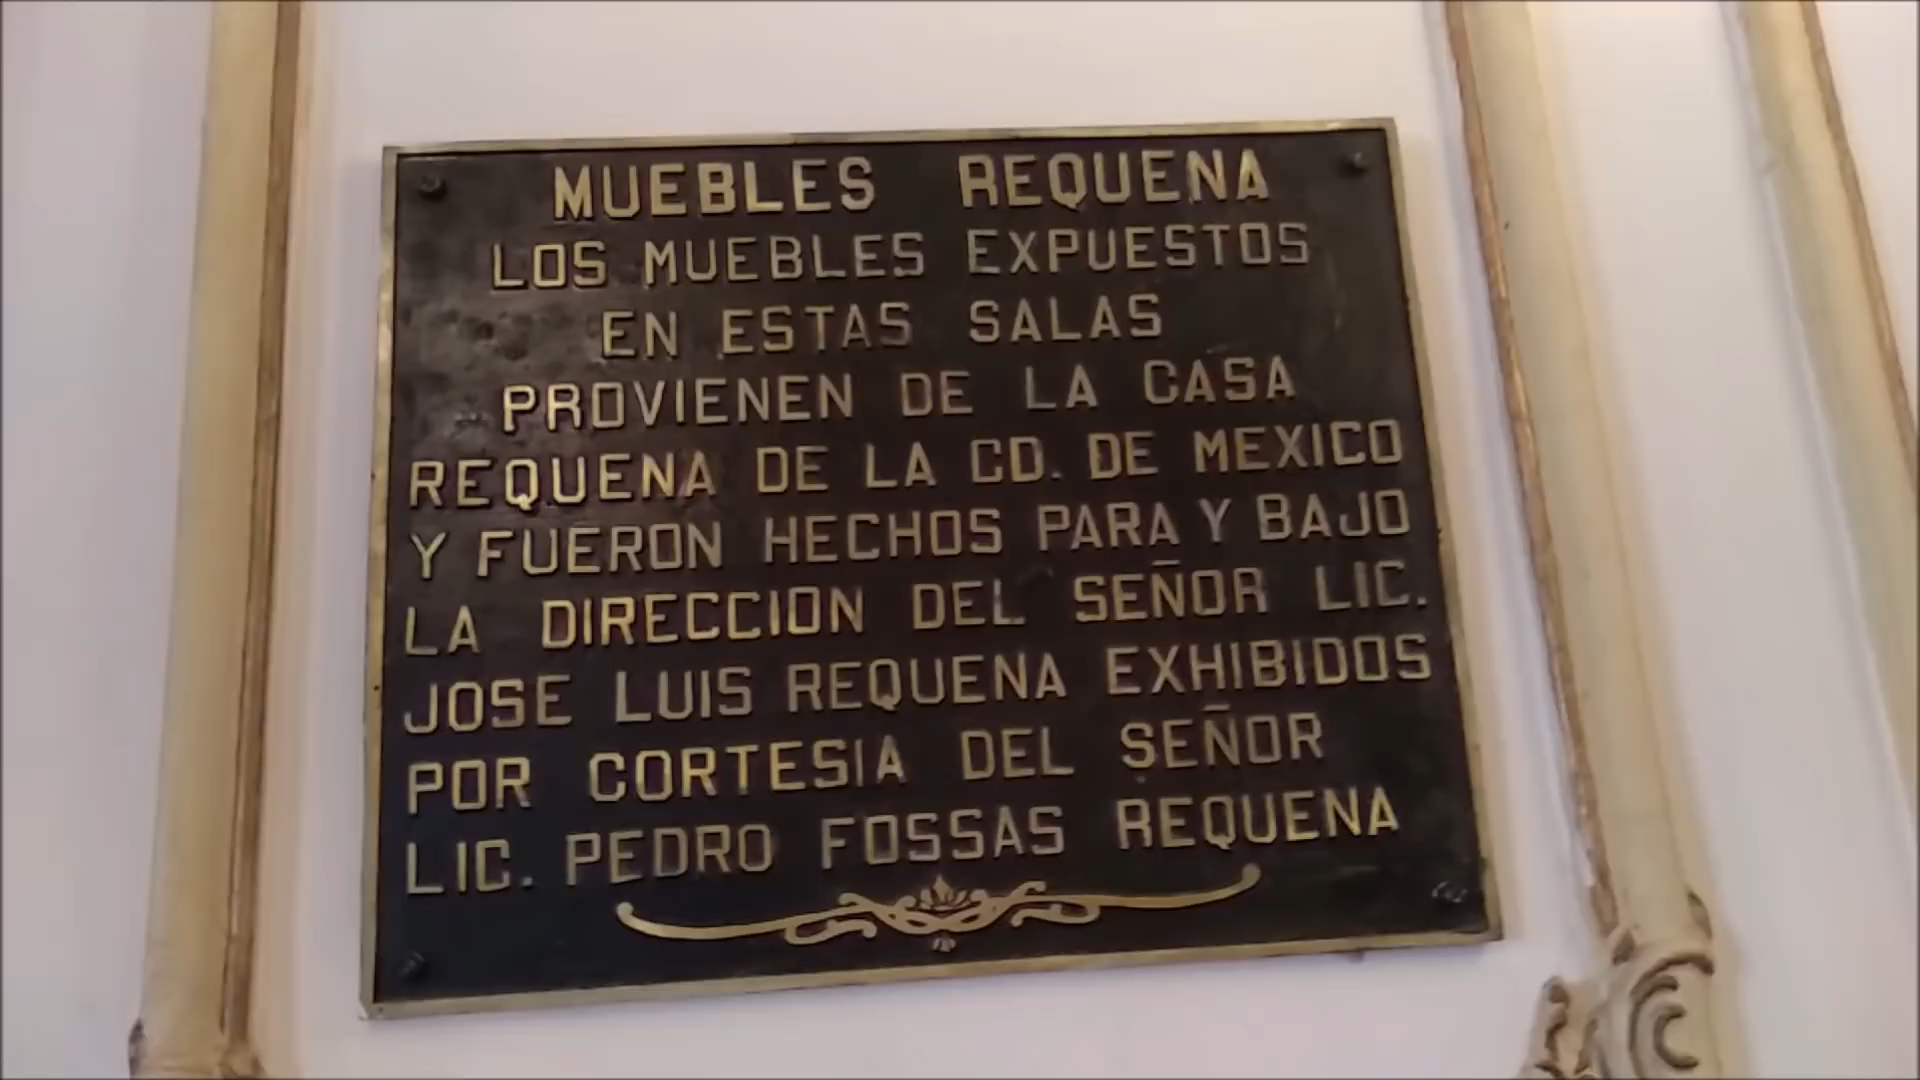 MUEBLES REQUENA
LOS MUEBLES EXPUESTOS
EN ESTAS SALAS
PROVIENEN DE LA CASA
REQUENA DE LA CD. DE MEXICO
Y FUERON HECHOS PARA Y BAJO
LA DIRECCION DEL SEÑOR LIC.
JOSE LUIS REQUENA EXHIBIDOS
POR CORTESIA DEL SEÑOR
LIC. PEDRO FOSSAS REQUENA